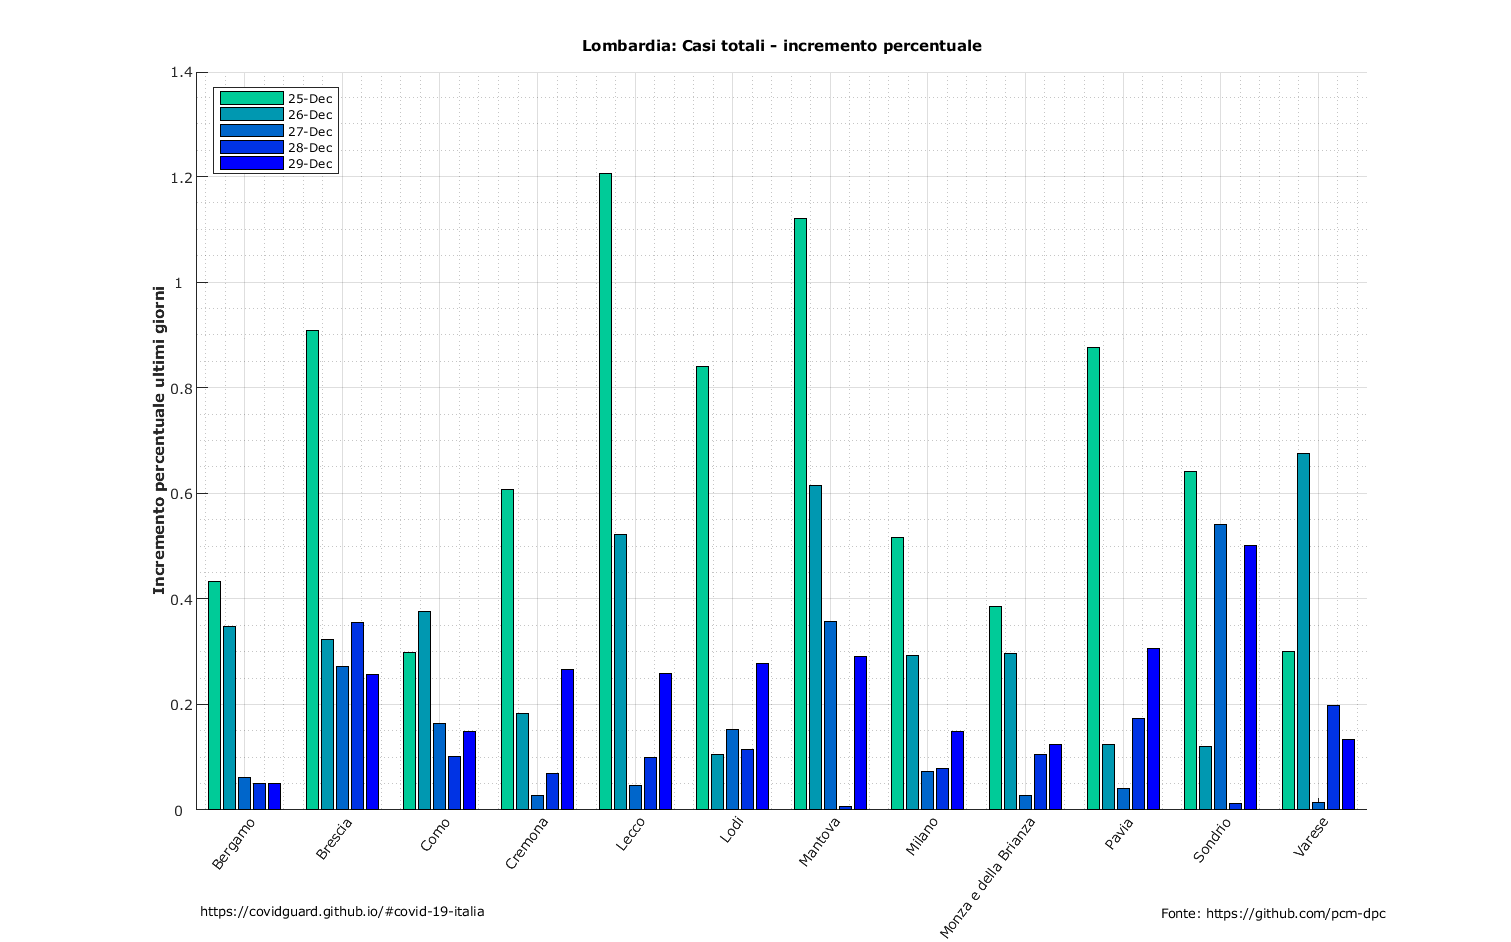 Lombardia: Casi totali - incremento percentuale
Incremento percentuale ultimi giorni
1.4
1.2
1
0.8
0.6
0.4
0.2
0
25-Dec
26-Dec
27-Dec
28-Dec
29-Dec
Bergamo
Brescia
Como
Cremona
Lecco
Lodi
Mantova
Milano
Monza e della Brianza
Pavia
Sondrio
Varese
https://covidguard.github.io/#covid-19-italia
Fonte: https://github.com/pcm-dpc